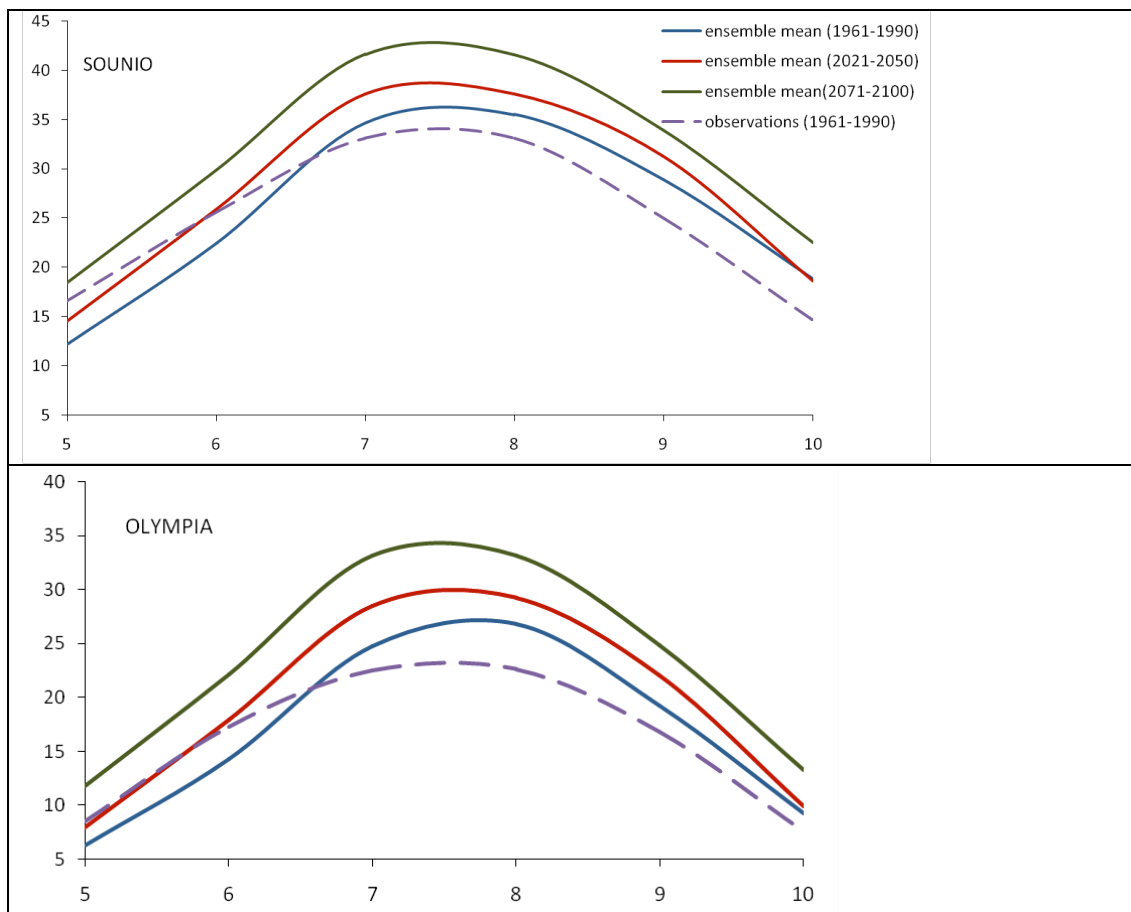 45
40
35
30
25
20
15
10
5
SOUNIO
ensemble mean (1961-1990)
ensemble mean (2021-2050)
ensemble mean(2071-2100)
observations (1961-1990)
5 6 7 8 9 10
40
35
30
25
20
15
10
5
OLYMPIA
5 6 7 8 9 10